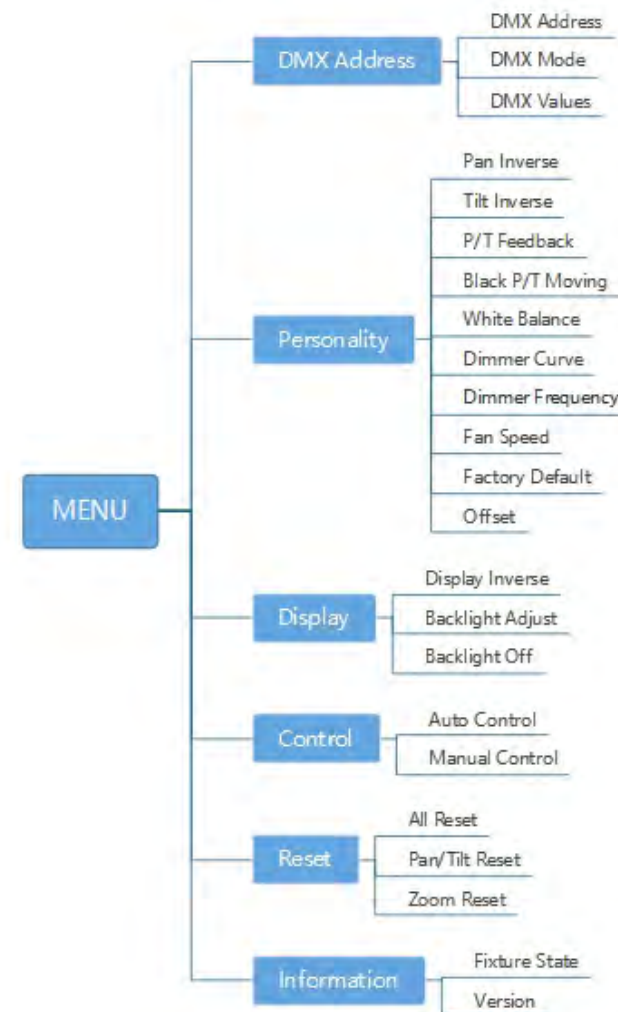 DMX Address
DMX Address
DMX Mode
DMX Values
Pan Inverse
Tilt Inverse
P/T Feedback
Black P/T Moving
Personality
White Balance
Dimmer Curve
Dimmer Frequency
Fan Speed
Factory Default
Offset
MENU
Display
Display Inverse
Backlight Adjust
Backlight Off
Control
Auto Control
Manual Control
Reset
All Reset
Pan/Tilt Reset
Zoom Reset
Information
Fixture State
Version